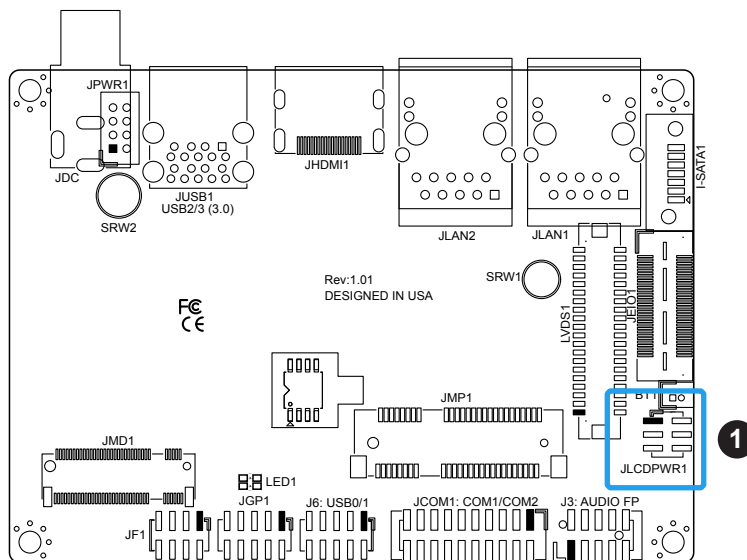 JPWR1
JDC
JUSB1
USB2/3 (3.0)
SRW2
JHDMI1
JLAN2
JLAN1
I-SATA1
Rev:1.01
DESIGNED IN USA
SRW1
LVDS1
JEIO1
FC
CE
BT1
JMP1
1
JLCDPWR1
JMD1
LED1
JGP1
J6: USB0/1
JCOM1: COM1/COM2
J3: AUDIO FP
JF1